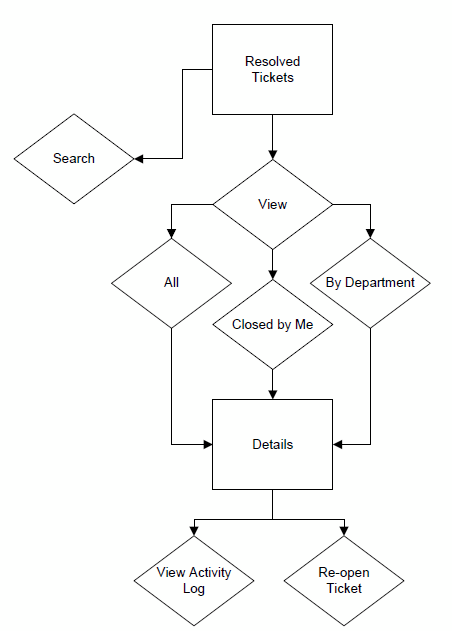 Resolved
Tickets
Search
View
All
By Department
Closed by Me
Details
View Activity
Log
Re-open
Ticket